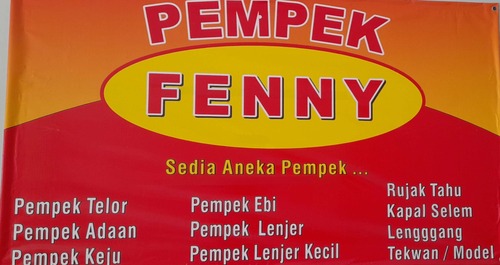 PEMPEK
FENNY
Sedia Aneka Pempek ...
Pempek Telor
Pempek Adaan
Pempek Keju
Pempek Ebi
Pempek Lenjer
Pempek Lenjer Kecil
Rujak Tahu
Kapal Selem
Lengggang
Tekwan / Model